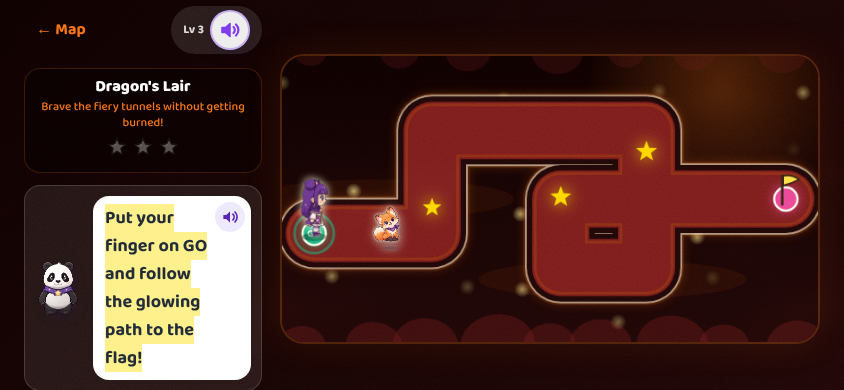 ← Map
Lv 3
Dragon's Lair
Brave the fiery tunnels without getting
burned!
Put your
finger on GO
and follow
the glowing
path to the
flag!